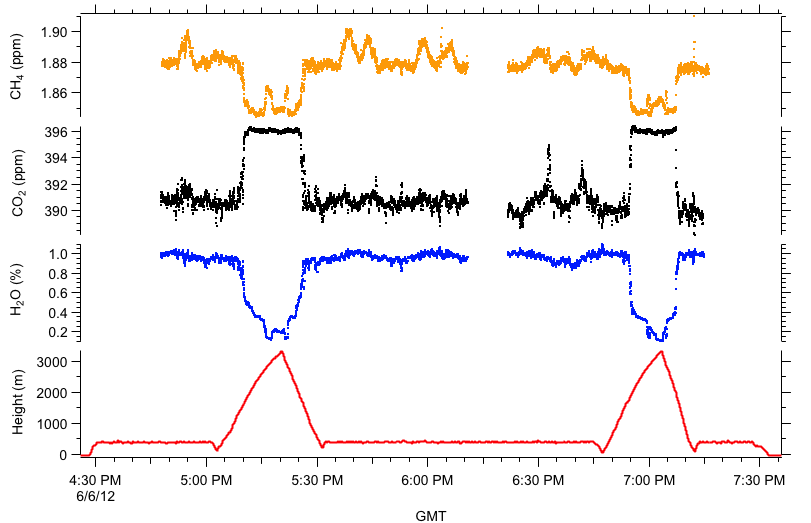 1.90
1.88
1.86
CH4 (ppm)
396
394
392
390
CO2 (ppm)
1.0
0.8
0.6
0.4
0.2
H2O (%)
3000
2000
1000
0
Height (m)
4:30 PM 5:00 PM 5:30 PM 6:00 PM 6:30 PM 7:00 PM 7:30 PM
6/6/12
GMT